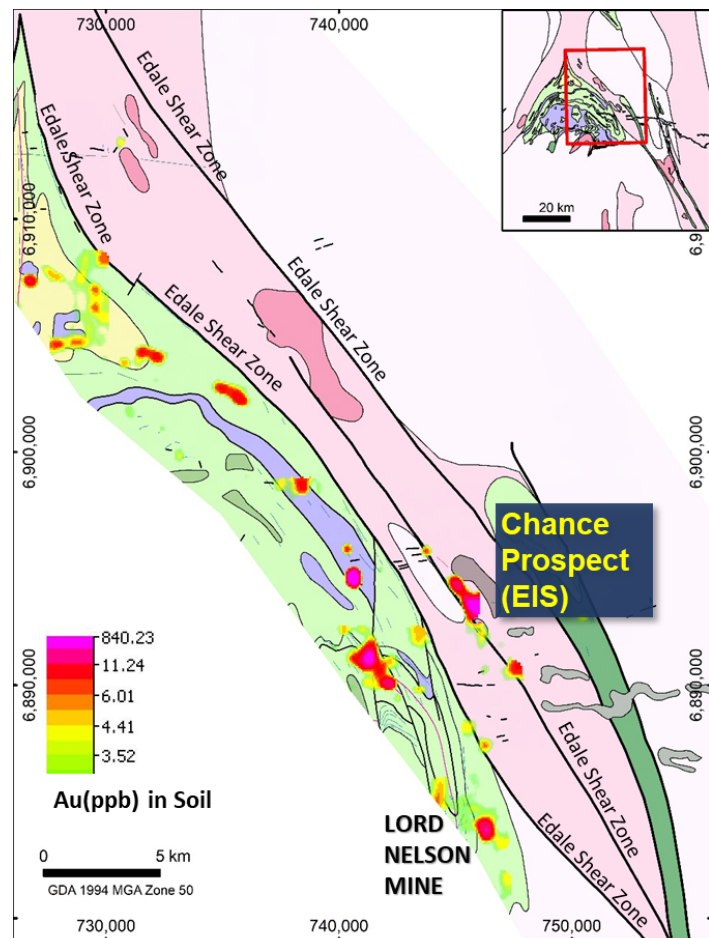 730,000
740,000
Edale Shear Zone
Edale Shear Zone
20 km
6,910,000
Edale Shear Zone
Edale Shear Zone
6,900,000
6,900,000
Chance
Prospect
(EIS)
840.23
11.24
6.01
4.41
3.52
6,890,000
6,890,000
Au(ppb) in Soil
LORD
NELSON
MINE
Edale Shear Zone
Edale Shear Zone
0
5 km
GDA 1994 MGA Zone 50
730,000
740,000
750,000